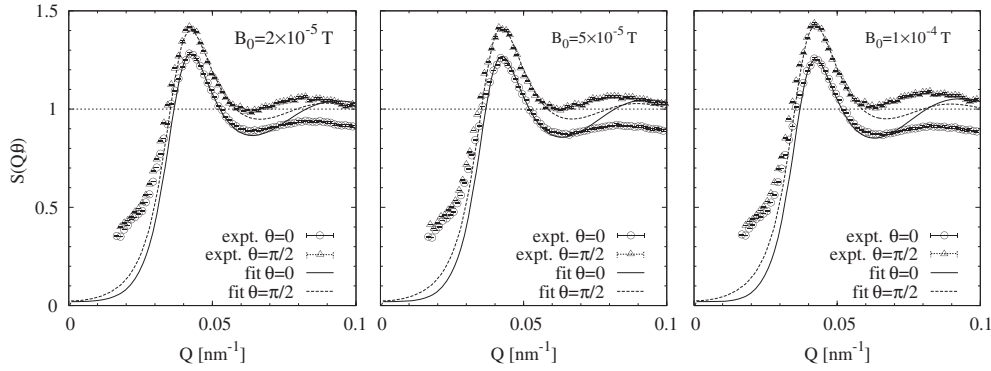 B₀=2×10⁻⁵ T
B₀=5×10⁻⁵ T
B₀=1×10⁻⁴ T
1.5
1
0.5
0
S(Q,θ)
expt. θ=0
expt. θ=π/2
fit θ=0
fit θ=π/2
expt. θ=0
expt. θ=π/2
fit θ=0
fit θ=π/2
expt. θ=0
expt. θ=π/2
fit θ=0
fit θ=π/2
0 0.05 0.1
0 0.05 0.1
0 0.05 0.1
Q [nm⁻¹]
Q [nm⁻¹]
Q [nm⁻¹]